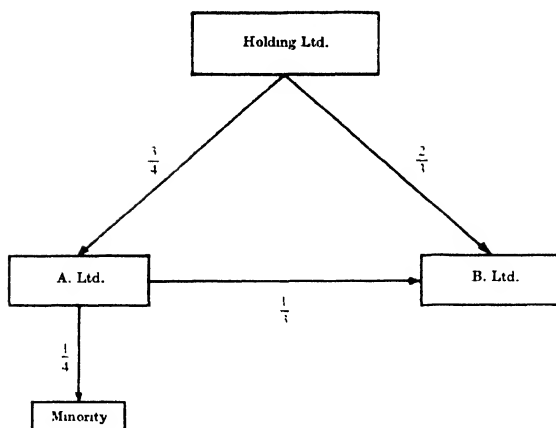 Holding Ltd.
3/4
2/3
A. Ltd.
B. Ltd.
1/3
1/4
Minority